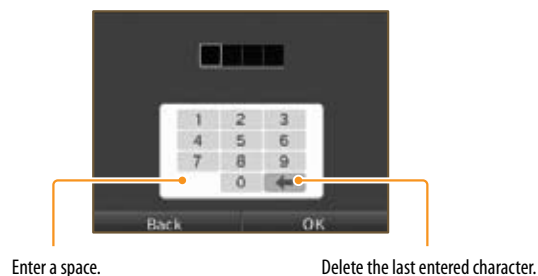 1 2 3
4 5 6
7 8 9
0
Back OK
Enter a space. Delete the last entered character.